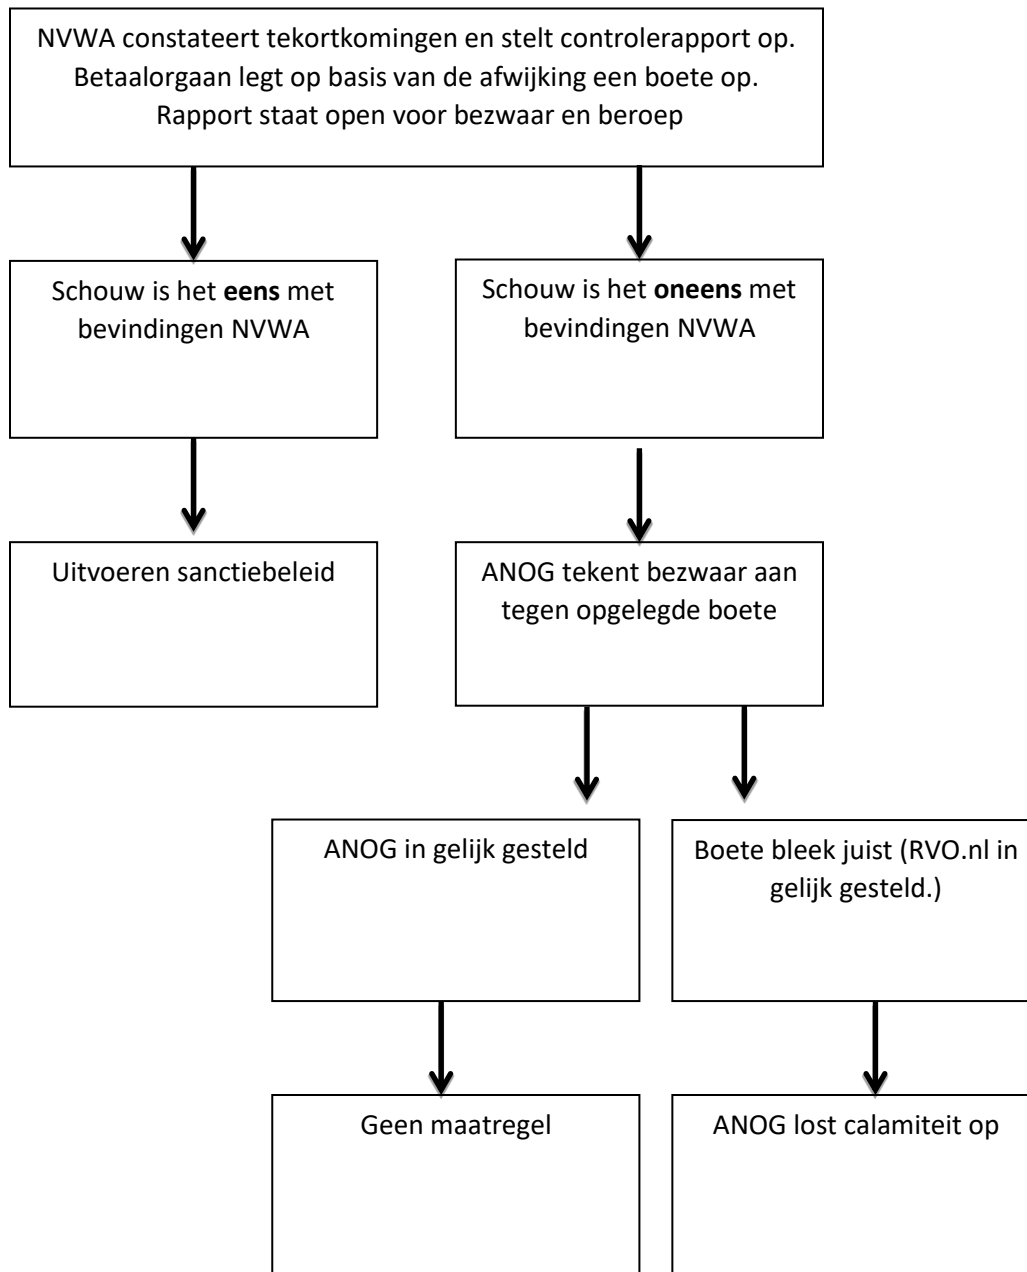 NVWA constateert tekortkomingen en stelt controlerapport op.
Betaalorgaan legt op basis van de afwijking een boete op.
Rapport staat open voor bezwaar en beroep
Schouw is het eens met
bevindingen NVWA
Schouw is het oneens met
bevindingen NVWA
Uitvoeren sanctiebeleid
ANOG tekent bezwaar aan
tegen opgelegde boete
ANOG in gelijk gesteld
Boete bleek juist (RVO.nl in
gelijk gesteld.)
Geen maatregel
ANOG lost calamiteit op